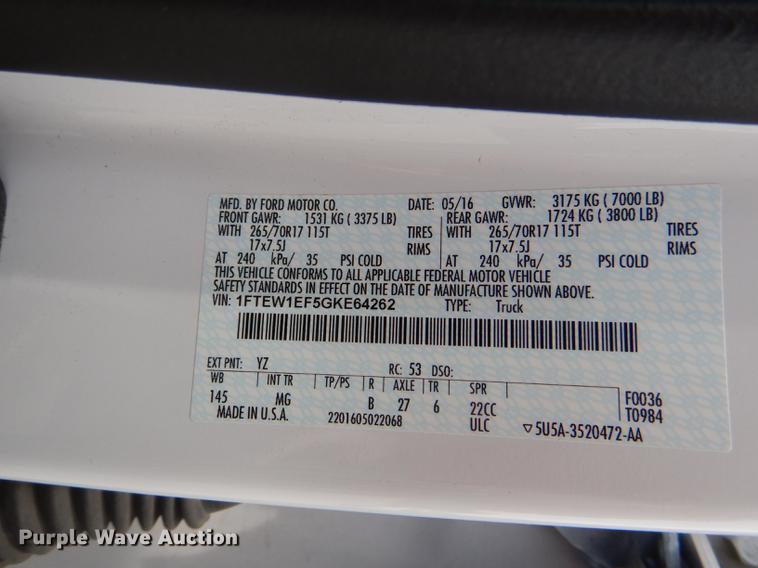 MFD. BY FORD MOTOR CO. DATE: 05/16 GVWR: 3175 KG ( 7000 LB)
FRONT GAWR: 1531 KG ( 3375 LB) REAR GAWR: 1724 KG ( 3800 LB)
WITH 265/70R17 115T TIRES WITH 265/70R17 115T TIRES
17x7.5J RIMS 17x7.5J RIMS
AT 240 kPa/ 35 PSI COLD AT 240 kPa/ 35 PSI COLD
THIS VEHICLE CONFORMS TO ALL APPLICABLE FEDERAL MOTOR VEHICLE
SAFETY STANDARDS IN EFFECT ON THE DATE OF MANUFACTURE SHOWN ABOVE.
VIN: 1FTEW1EF5GKE64262 TYPE: Truck
EXT PNT: YZ RC: 53 DSO:
WB INT TR TP/PS R AXLE TR SPR F0036
145 MG B 27 6 22CC T0984
MADE IN U.S.A. 2201605022068 ULC ▽5U5A-3520472-AA
Purple Wave Auction